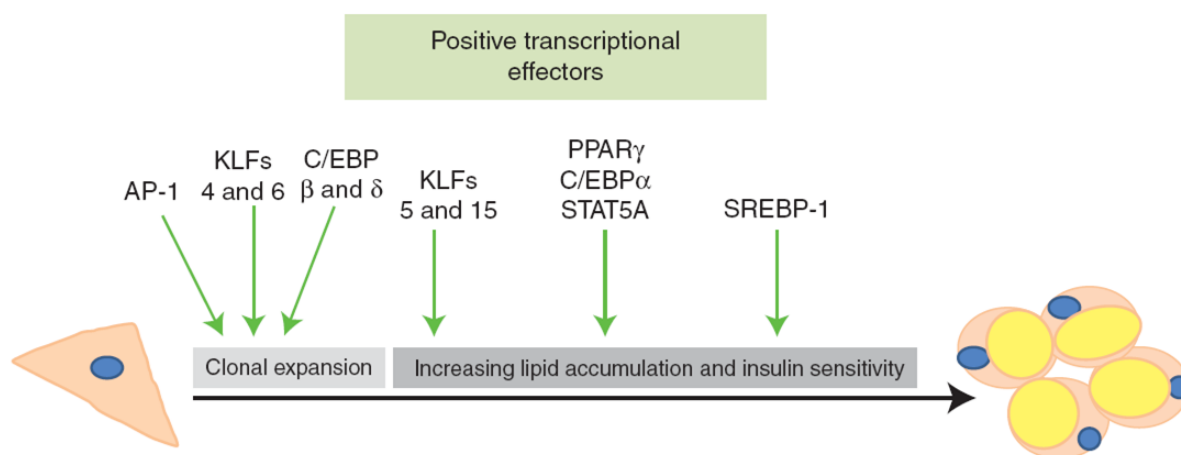 Positive transcriptional
effectors
AP-1
KLFs
4 and 6
C/EBP
β and δ
KLFs
5 and 15
PPARγ
C/EBPα
STAT5A
SREBP-1
Clonal expansion
Increasing lipid accumulation and insulin sensitivity